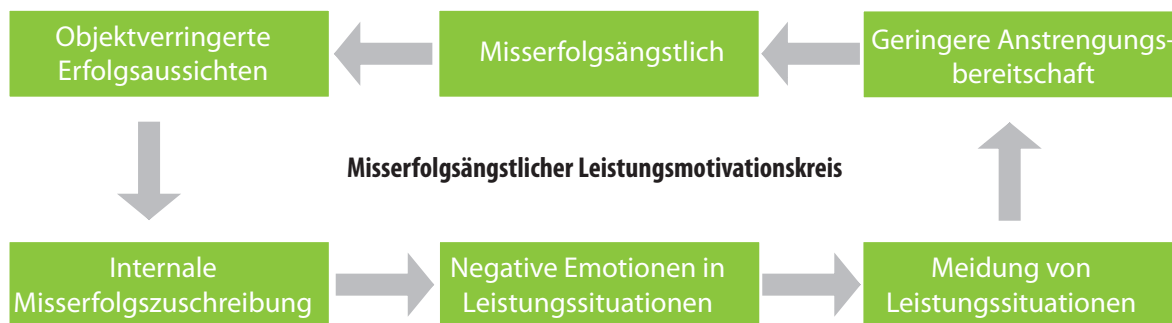 Objektverringerte
Erfolgsaussichten
Misserfolgsängstlich
Geringere Anstrengungs-
bereitschaft
Misserfolgsängstlicher Leistungsmotivationskreis
Internale
Misserfolgszuschreibung
Negative Emotionen in
Leistungssituationen
Meidung von
Leistungssituationen